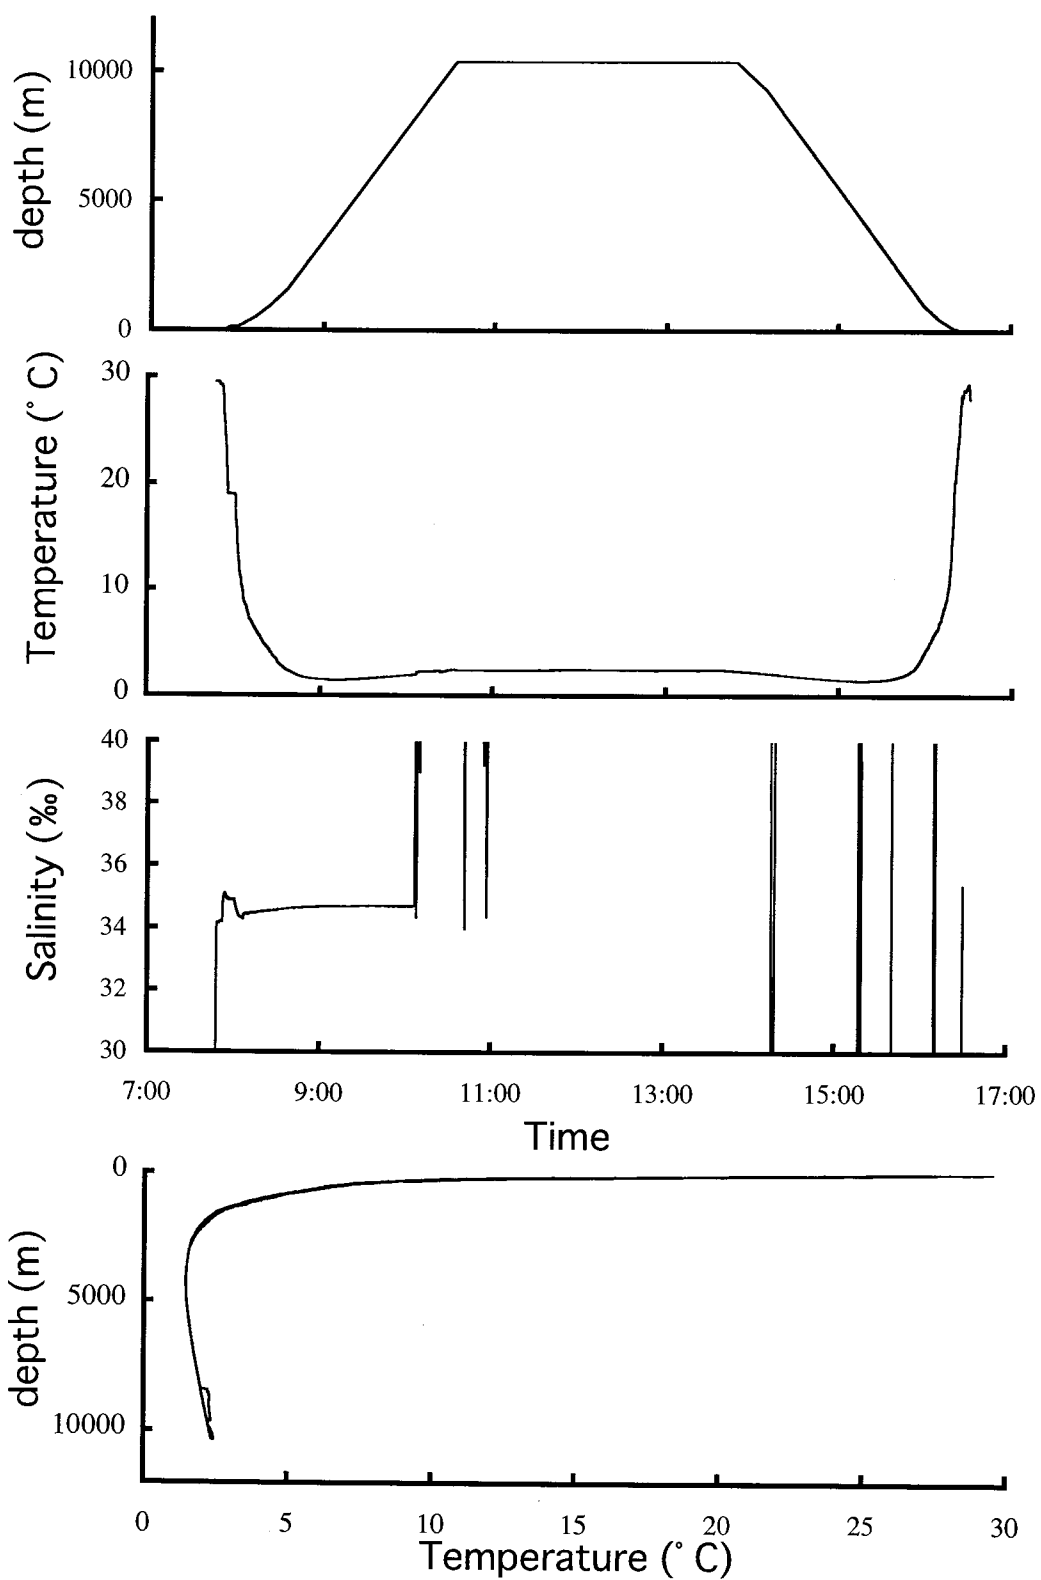 10000
5000
0
depth (m)
30
20
10
0
Temperature (° C)
40
38
36
34
32
30
Salinity (‰)
7:00 9:00 11:00 13:00 15:00 17:00
Time
0
5000
10000
depth (m)
0 5 10 15 20 25 30
Temperature (° C)